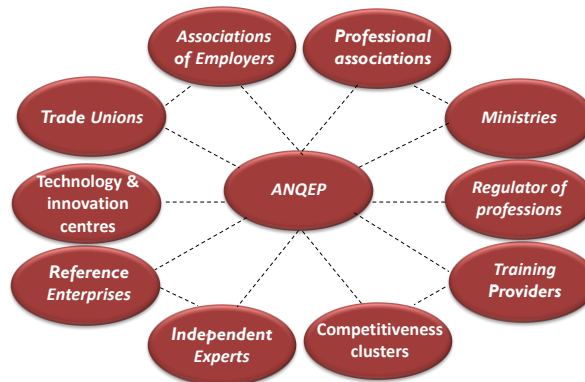 Associations
of Employers
Professional
associations
Trade Unions
Ministries
ANQEP
Technology &
innovation
centres
Regulator of
professions
Reference
Enterprises
Training
Providers
Independent
Experts
Competitiveness
clusters